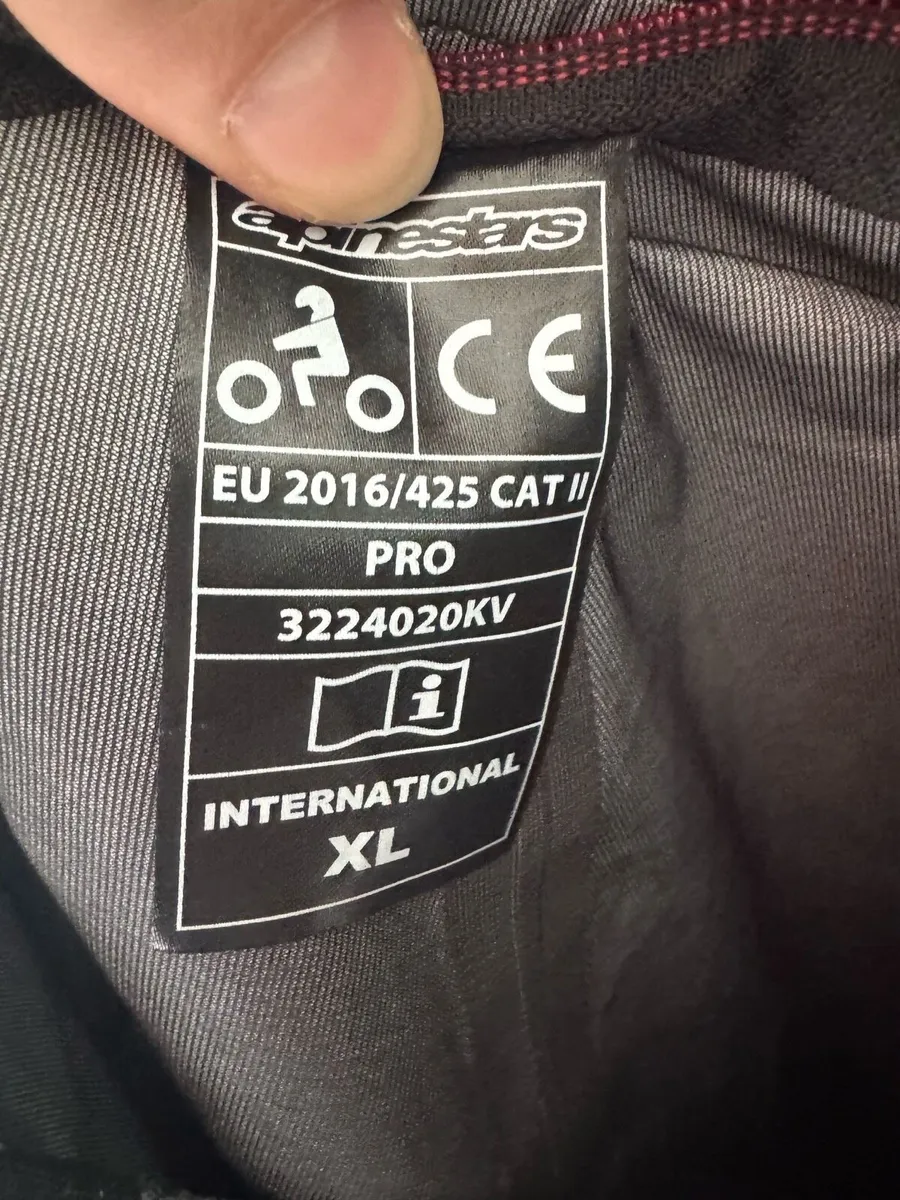 alpinestars
CE
EU 2016/425 CAT II
PRO
3224020KV
i
INTERNATIONAL
XL